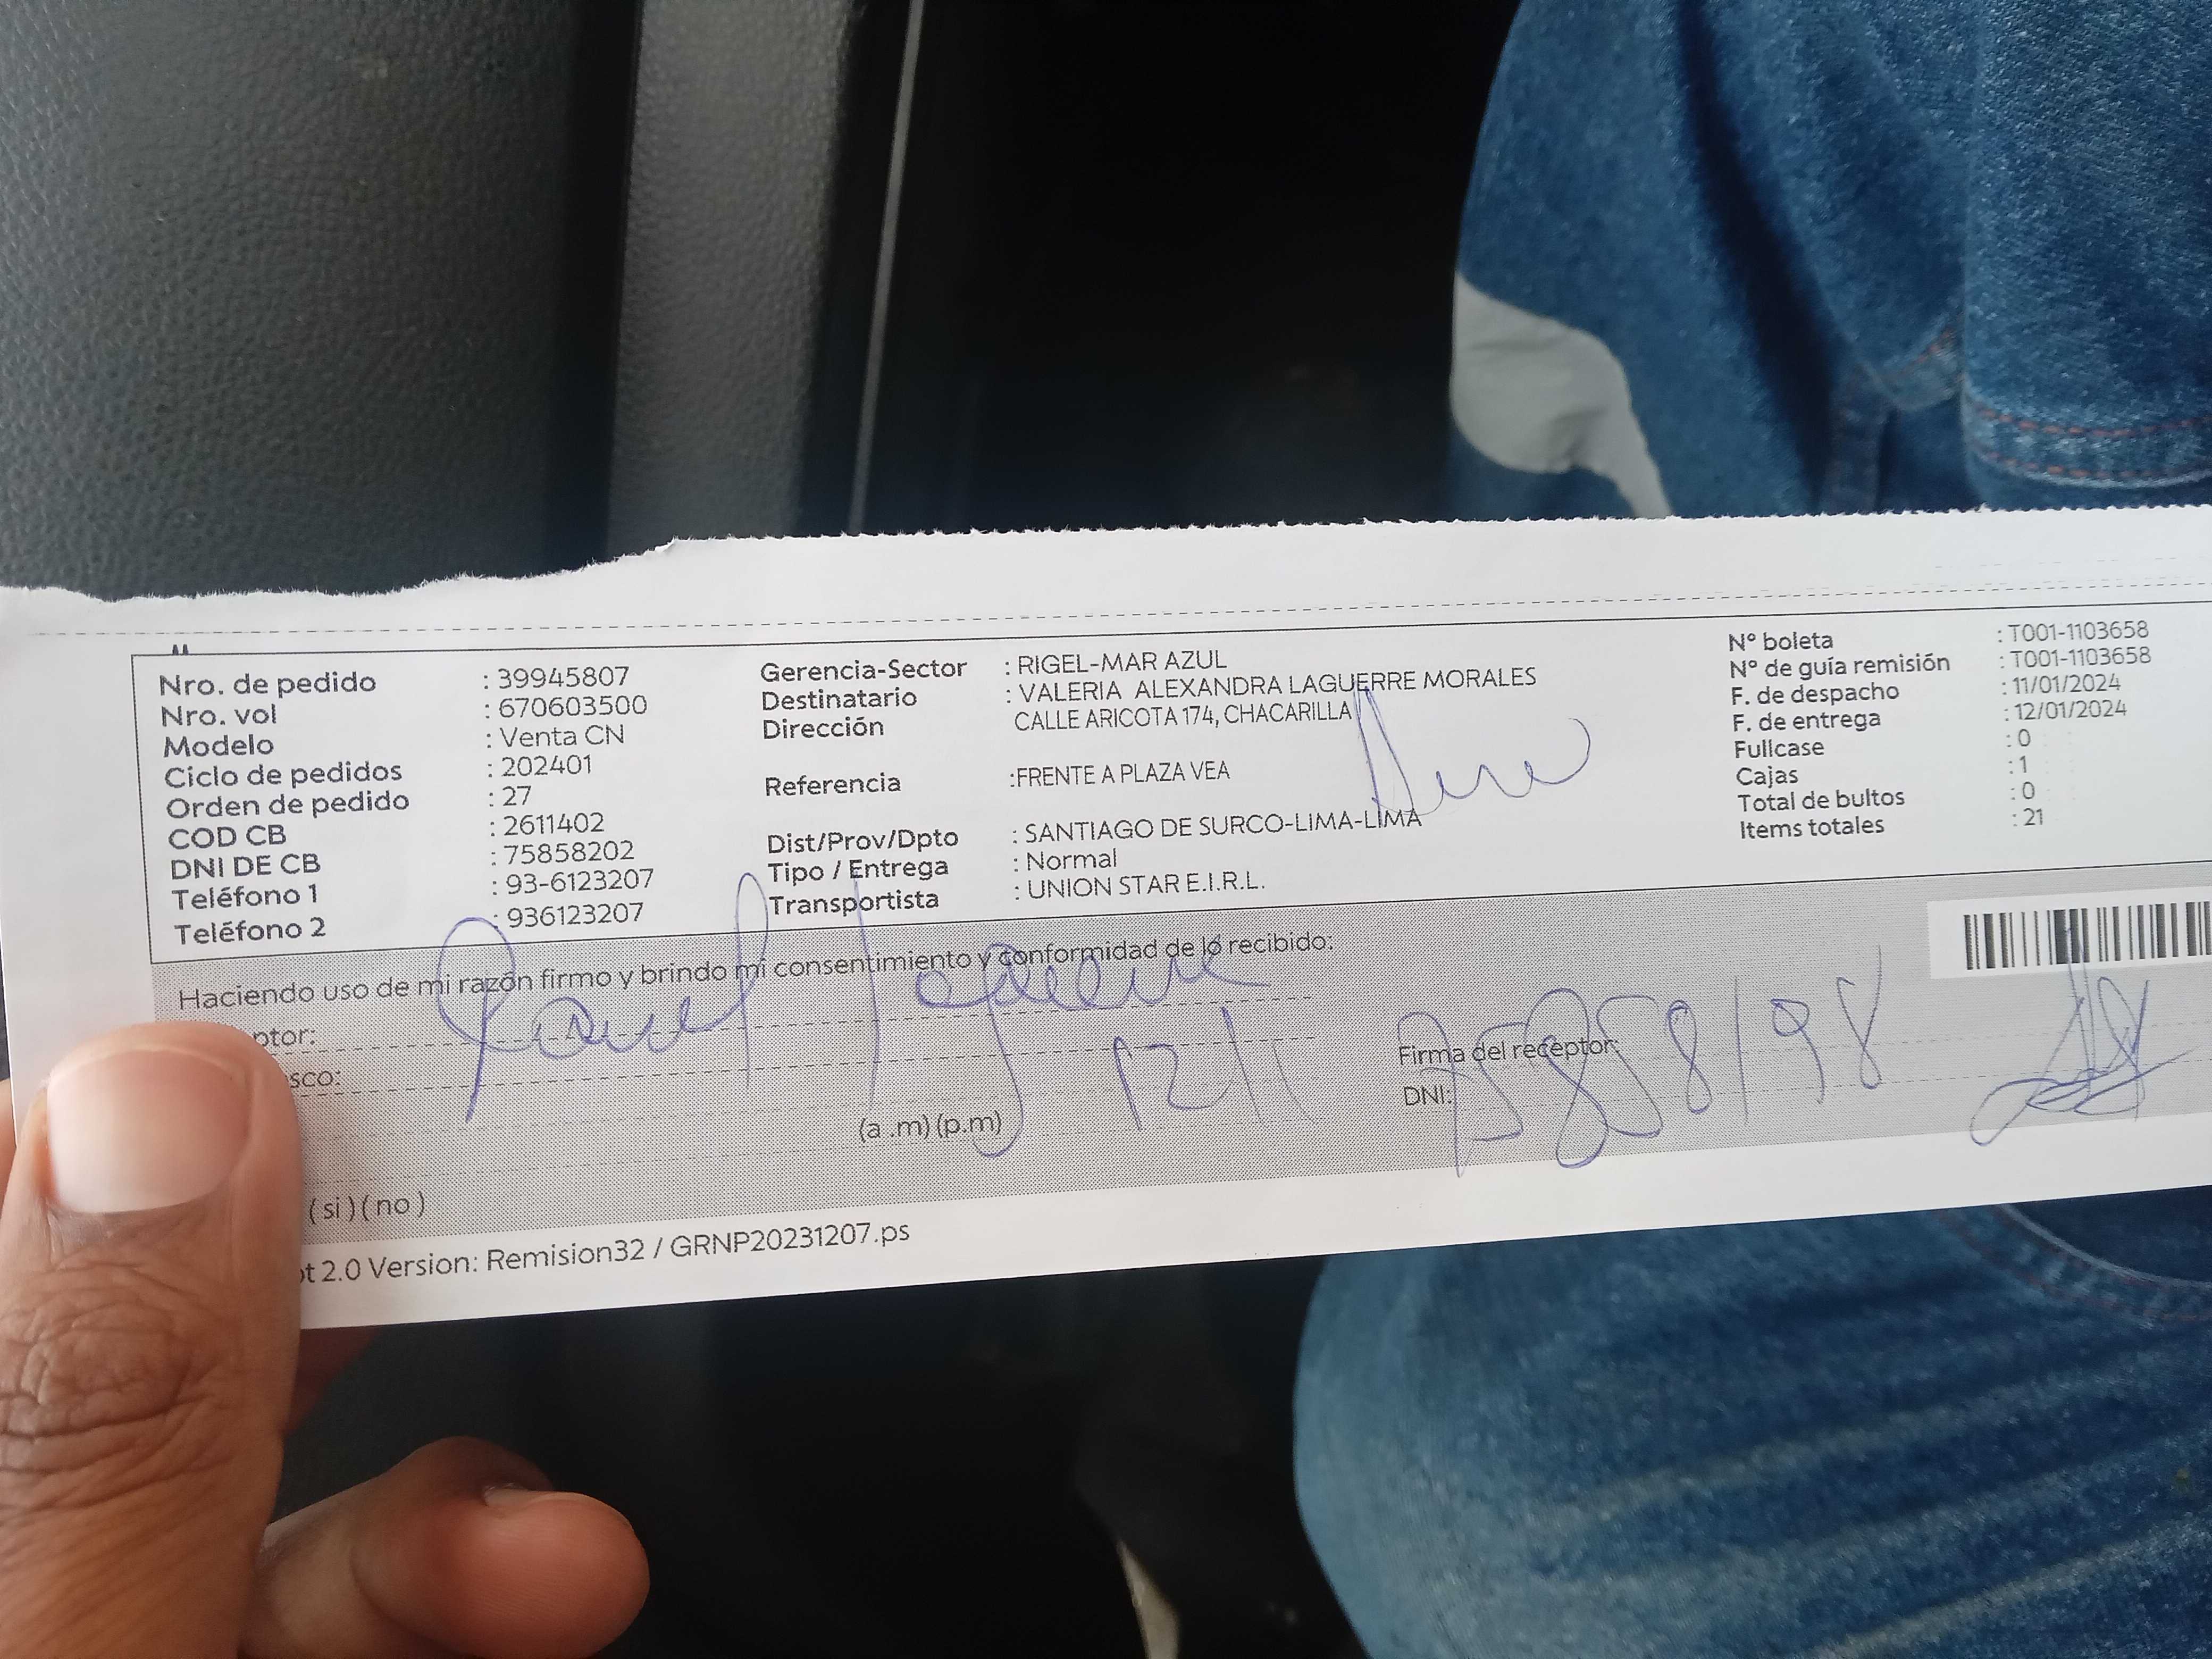 Nro. de pedido : 39945807
Nro. vol : 670603500
Modelo : Venta CN
Ciclo de pedidos : 202401
Orden de pedido : 27
COD CB : 2611402
DNI DE CB : 75858202
Teléfono 1 : 93-6123207
Teléfono 2 : 936123207
Gerencia-Sector : RIGEL-MAR AZUL
Destinatario : VALERIA ALEXANDRA LAGUERRE MORALES
Dirección CALLE ARICOTA 174, CHACARILLA
Referencia :FRENTE A PLAZA VEA
Dist/Prov/Dpto : SANTIAGO DE SURCO-LIMA-LIMA
Tipo / Entrega : Normal
Transportista : UNION STAR E.I.R.L.
N° boleta : T001-1103658
N° de guía remisión : T001-1103658
F. de despacho : 11/01/2024
F. de entrega : 12/01/2024
Fullcase : 0
Cajas : 1
Total de bultos : 0
Items totales : 21
Haciendo uso de mi razón firmo y brindo mi consentimiento y conformidad de lo recibido:
ptor:
sco:
(a .m) (p.m)
Firma del receptor:
DNI: 75858198
(si) (no)
ot 2.0 Version: Remision32 / GRNP20231207.ps